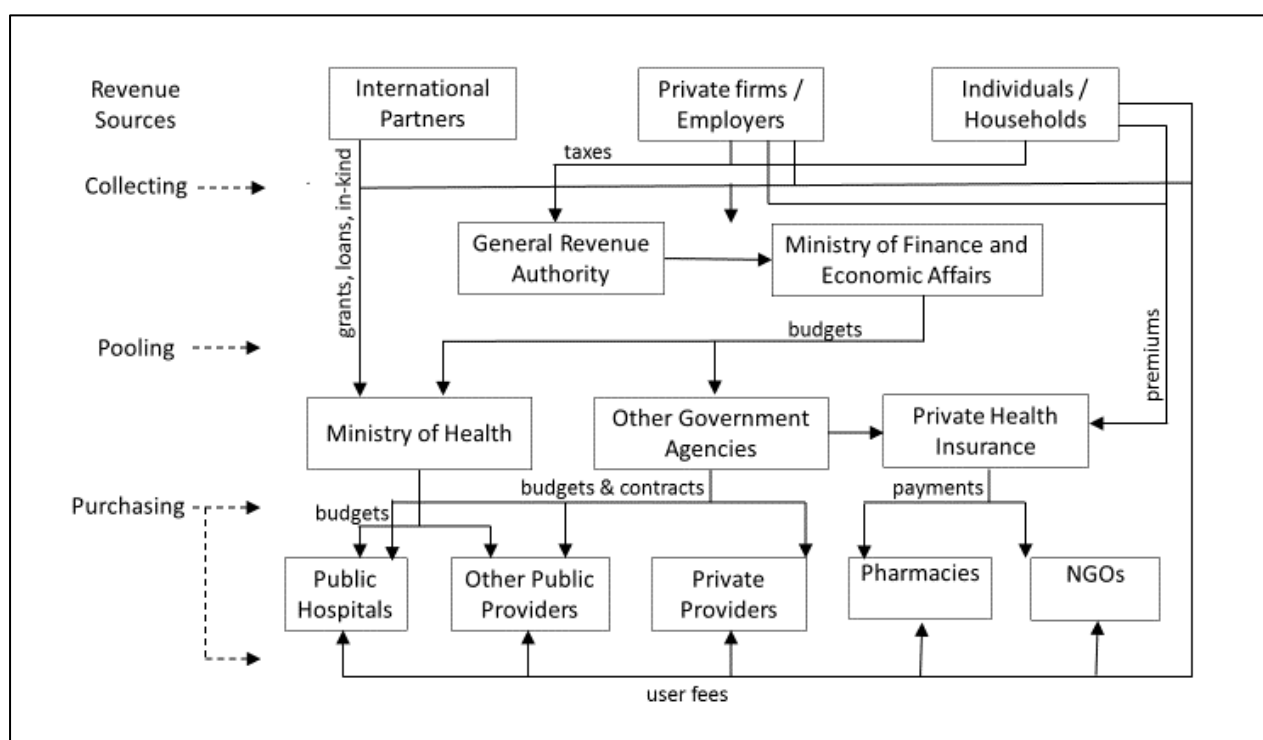 Revenue
Sources
International
Partners
Private firms /
Employers
Individuals /
Households
taxes
Collecting
grants, loans, in-kind
General Revenue
Authority
Ministry of Finance and
Economic Affairs
budgets
Pooling
premiums
Ministry of Health
Other Government
Agencies
Private Health
Insurance
Purchasing
budgets
budgets & contracts
payments
Public
Hospitals
Other Public
Providers
Private
Providers
Pharmacies
NGOs
user fees